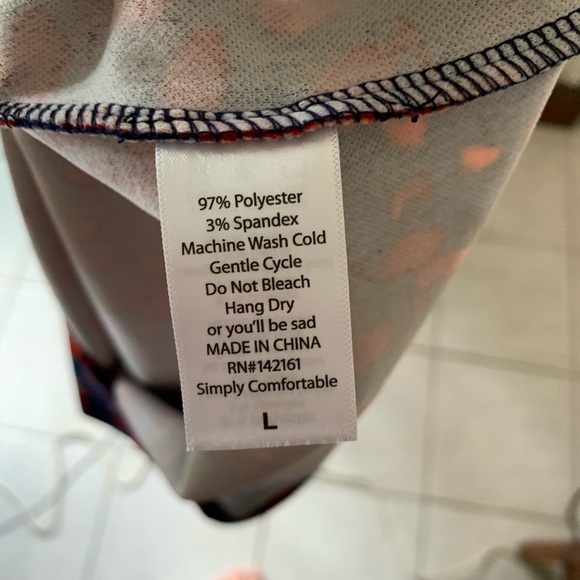 97% Polyester
3% Spandex
Machine Wash Cold
Gentle Cycle
Do Not Bleach
Hang Dry
or you'll be sad
MADE IN CHINA
RN#142161
Simply Comfortable
L